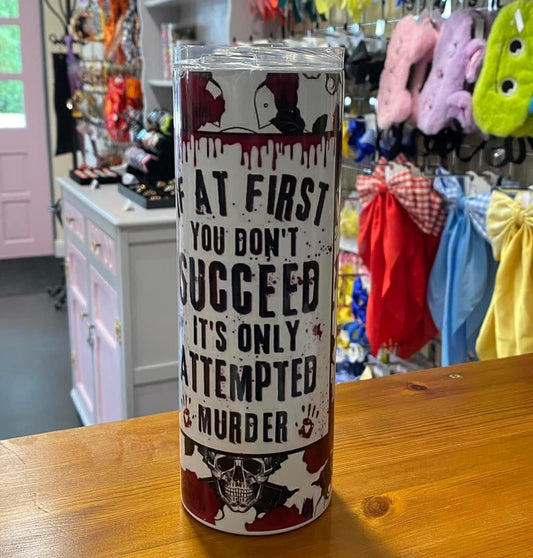 F AT FIRST
YOU DON'T
SUCCEED
IT'S ONLY
ATTEMPTED
MURDER